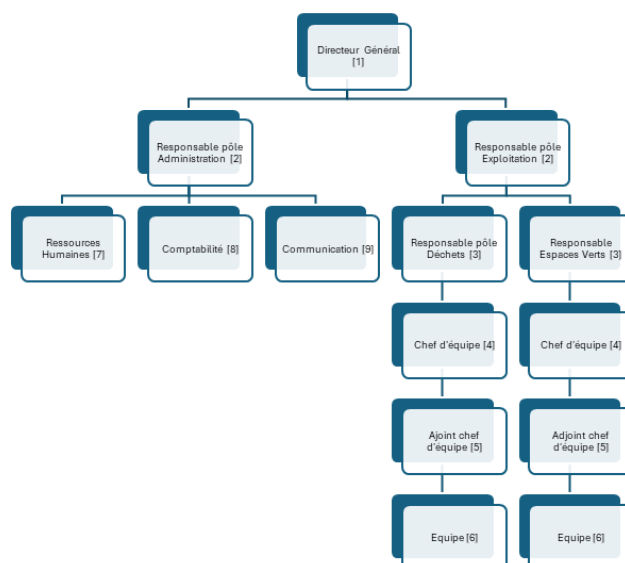 Directeur Général
[1]
Responsable pôle
Administration [2]
Responsable pôle
Exploitation [2]
Ressources
Humaines [7]
Comptabilité [8]
Communication [9]
Responsable pôle
Déchets [3]
Responsable
Espaces Verts [3]
Chef d'équipe [4]
Chef d'équipe [4]
Ajoint chef
d'équipe [5]
Adjoint chef
d'équipe [5]
Equipe [6]
Equipe [6]